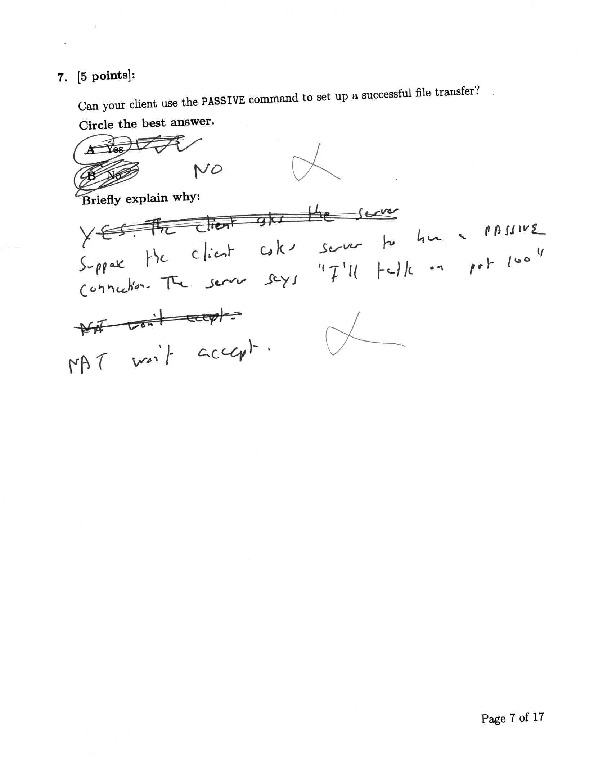 7. [5 points]:
Can your client use the PASSIVE command to set up a successful file transfer?
Circle the best answer.
A Yes
B No
NO
Briefly explain why:
YES. The client asks the server
Suppose the client asks server to have a PASSIVE
connection. The server says "I'll talk on port 100"
NAT won't accept.
NAT won't accept.
Page 7 of 17